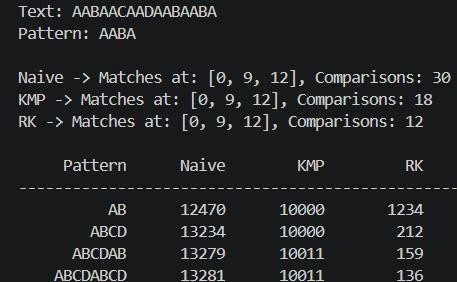 Text: AABAACAADAABAABA
Pattern: AABA
Naive -> Matches at: [0, 9, 12], Comparisons: 30
KMP -> Matches at: [0, 9, 12], Comparisons: 18
RK -> Matches at: [0, 9, 12], Comparisons: 12
Pattern Naive KMP RK
--------------------------------------------------
AB 12470 10000 1234
ABCD 13234 10000 212
ABCDAB 13279 10011 159
ABCDABCD 13281 10011 136